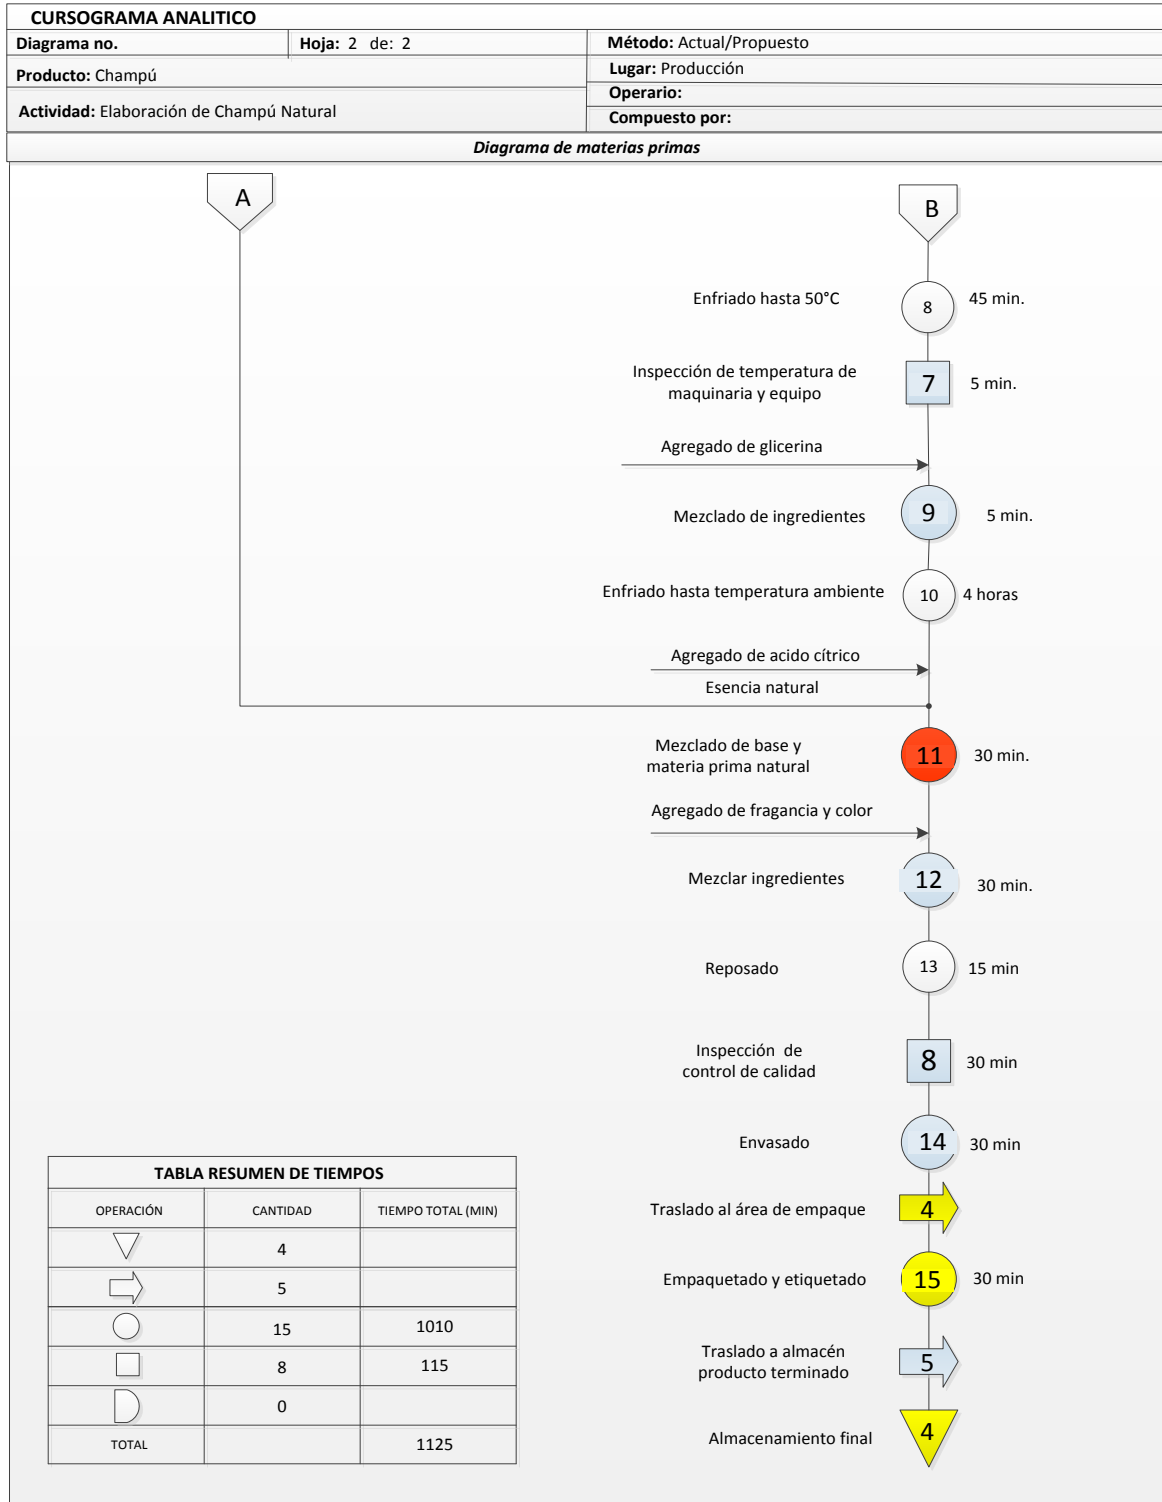 CURSOGRAMA ANALITICO
Diagrama no.
Hoja: 2 de: 2
Método: Actual/Propuesto
Producto: Champú
Lugar: Producción
Operario:
Actividad: Elaboración de Champú Natural
Compuesto por:
Diagrama de materias primas
A
B
Enfriado hasta 50°C
8
45 min.
Inspección de temperatura de
maquinaria y equipo
7
5 min.
Agregado de glicerina
Mezclado de ingredientes
9
5 min.
Enfriado hasta temperatura ambiente
10
4 horas
Agregado de acido cítrico
Esencia natural
Mezclado de base y
materia prima natural
11
30 min.
Agregado de fragancia y color
Mezclar ingredientes
12
30 min.
Reposado
13
15 min
Inspección de
control de calidad
8
30 min
Envasado
14
30 min
Traslado al área de empaque
4
Empaquetado y etiquetado
15
30 min
Traslado a almacén
producto terminado
5
Almacenamiento final
4
TABLA RESUMEN DE TIEMPOS
OPERACIÓN CANTIDAD TIEMPO TOTAL (MIN)
4
5
15 1010
8 115
0
TOTAL 1125